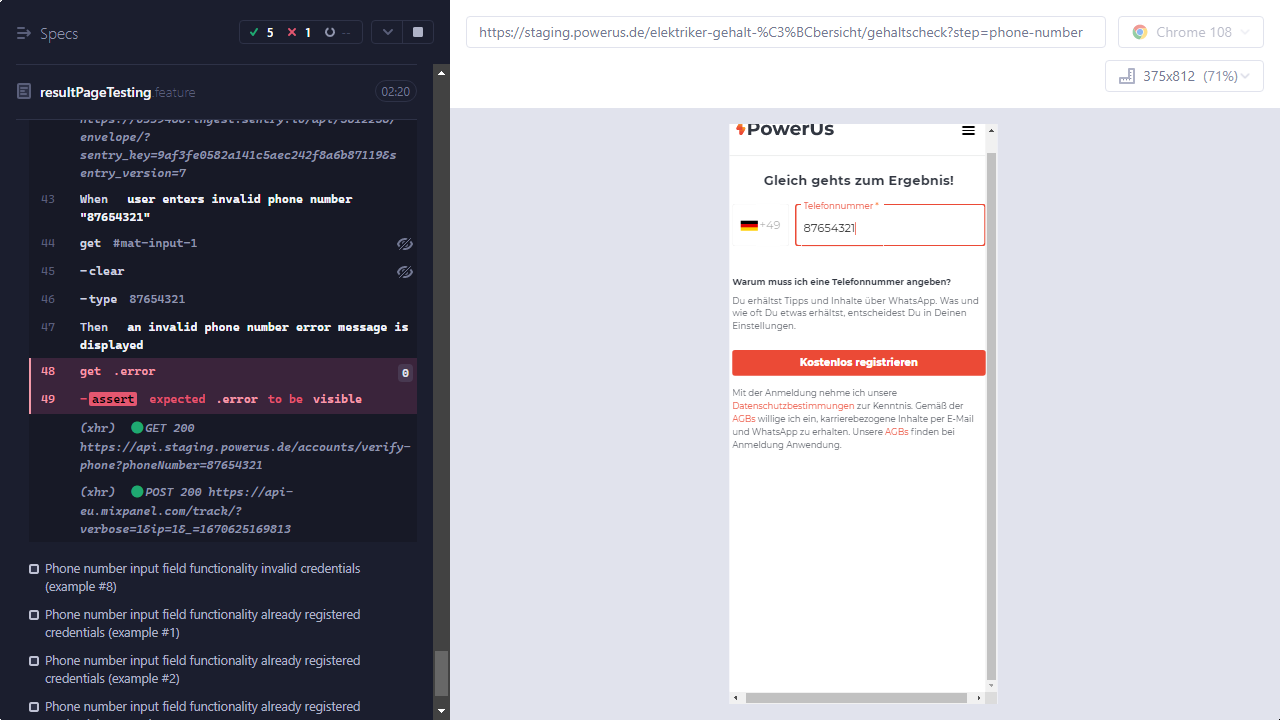 Specs
5
1
--
resultPageTesting.feature
02:20
envelope/?
sentry_key=9af3fe0582a141c5aec242f8a6b87119&s
entry_version=7
43 When user enters invalid phone number
"87654321"
44 get #mat-input-1
45 -clear
46 -type 87654321
47 Then an invalid phone number error message is
displayed
48 get .error 0
49 -assert expected .error to be visible
(xhr) GET 200
https://api.staging.powerus.de/accounts/verify-
phone?phoneNumber=87654321
(xhr) POST 200 https://api-
eu.mixpanel.com/track/?
verbose=1&ip=1&_=1670625169813
Phone number input field functionality invalid credentials
(example #8)
Phone number input field functionality already registered
credentials (example #1)
Phone number input field functionality already registered
credentials (example #2)
Phone number input field functionality already registered
https://staging.powerus.de/elektriker-gehalt-%C3%BCbersicht/gehaltscheck?step=phone-number
Chrome 108
375x812 (71%)
PowerUs
Gleich gehts zum Ergebnis!
Telefonnummer *
+49
87654321
Warum muss ich eine Telefonnummer angeben?
Du erhältst Tipps und Inhalte über WhatsApp. Was und
wie oft Du etwas erhältst, entscheidest Du in Deinen
Einstellungen.
Kostenlos registrieren
Mit der Anmeldung nehme ich unsere
Datenschutzbestimmungen zur Kenntnis. Gemäß der
AGBs willige ich ein, karrierebezogene Inhalte per E-Mail
und WhatsApp zu erhalten. Unsere AGBs finden bei
Anmeldung Anwendung.